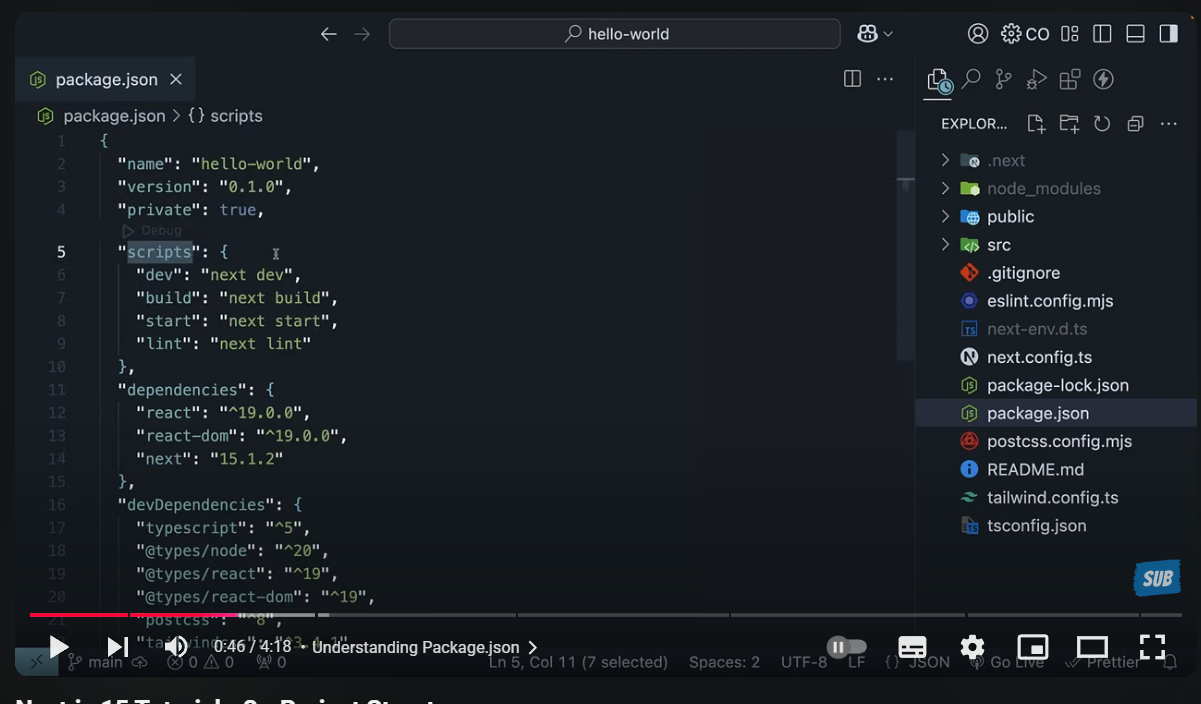 hello-world
CO
package.json
package.json > {} scripts
EXPLOR...
1 {
2 "name": "hello-world",
3 "version": "0.1.0",
4 "private": true,
Debug
5 "scripts": {
6 "dev": "next dev",
7 "build": "next build",
8 "start": "next start",
9 "lint": "next lint"
10 },
11 "dependencies": {
12 "react": "^19.0.0",
13 "react-dom": "^19.0.0",
14 "next": "15.1.2"
15 },
16 "devDependencies": {
17 "typescript": "^5",
18 "@types/node": "^20",
19 "@types/react": "^19",
20 "@types/react-dom": "^19",
21 "postcss": "^8",
"tailwindcss": "^3.4.1"
.next
node_modules
public
src
.gitignore
eslint.config.mjs
next-env.d.ts
next.config.ts
package-lock.json
package.json
postcss.config.mjs
README.md
tailwind.config.ts
tsconfig.json
SUB
0:46 / 4:18 • Understanding Package.json >
main 0 0 0 Ln 5, Col 11 (7 selected) Spaces: 2 UTF-8 LF {} JSON Go Live Prettier